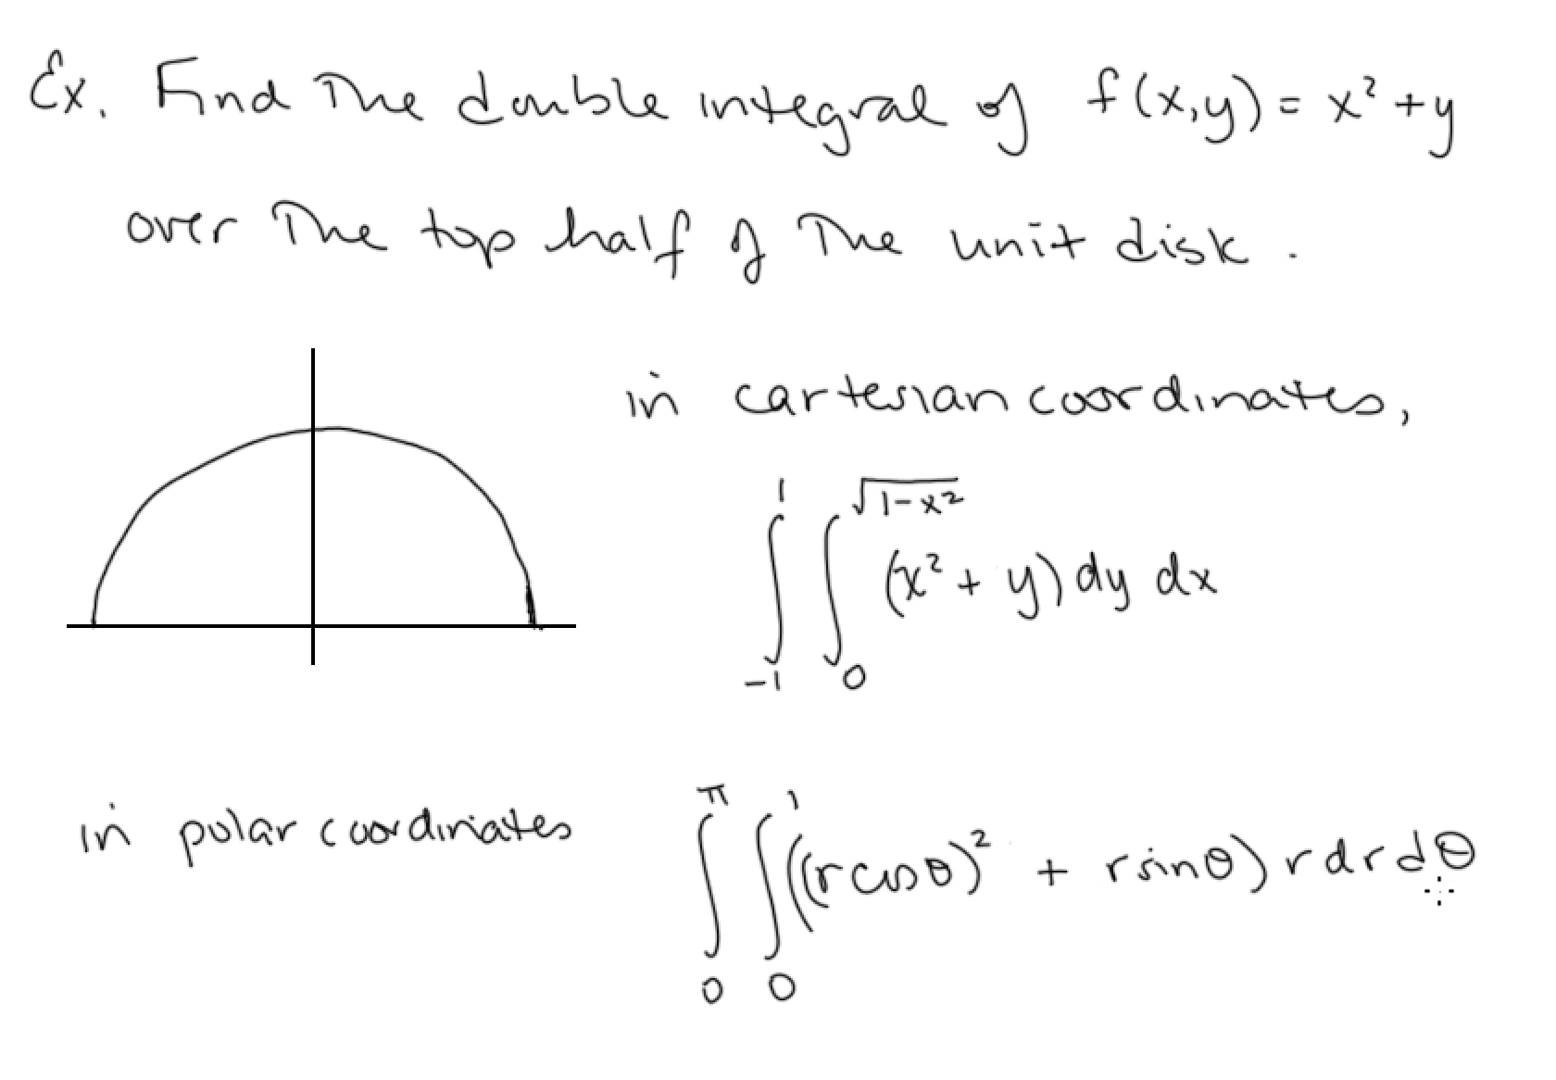 Ex. Find The double integral of f(x,y) = x² + y
over The top half of The unit disk.
in cartesian coordinates,
∫_{-1}^{1} ∫_{0}^{√(1-x²)} (x² + y) dy dx
in polar coordinates ∫_{0}^{π} ∫_{0}^{1} ((r cos θ)² + r sin θ) r dr dθ